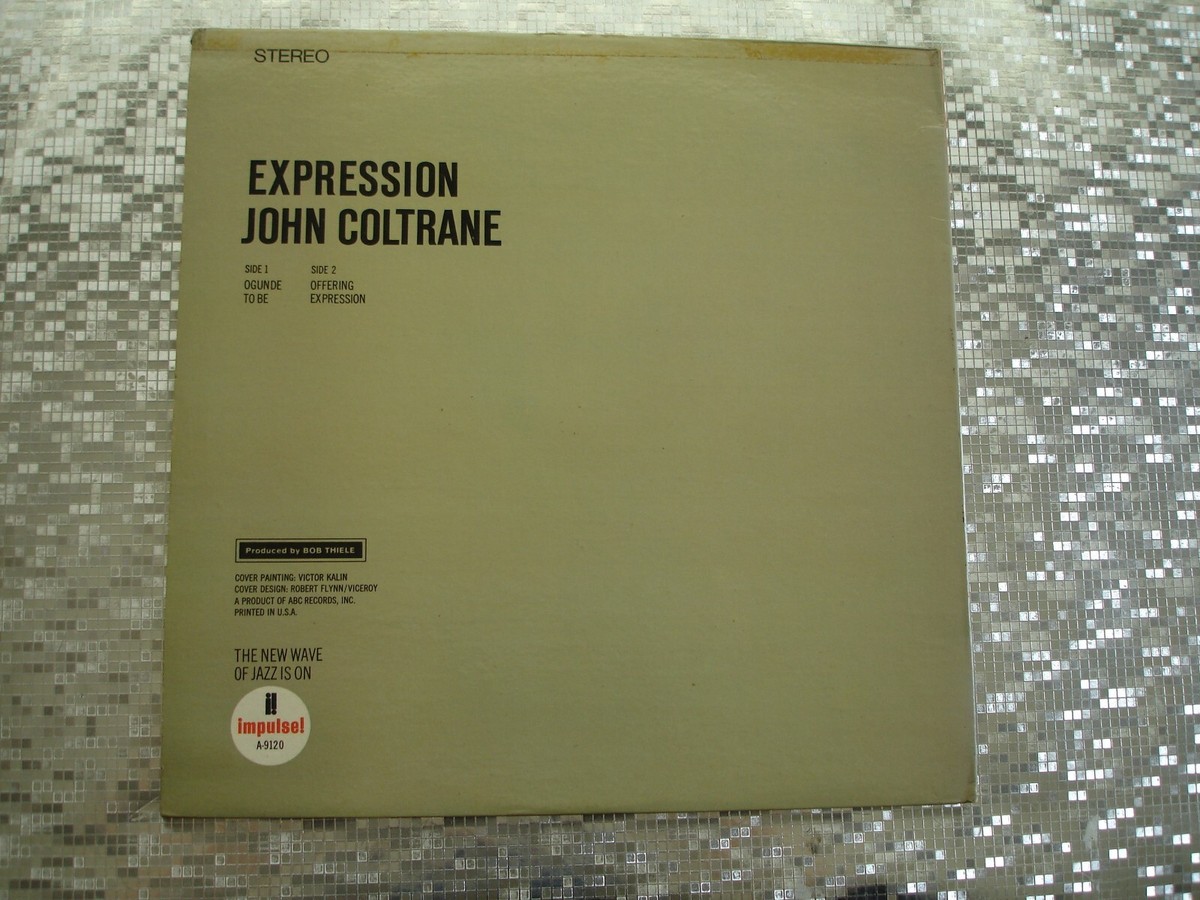 STEREO
EXPRESSION
JOHN COLTRANE
SIDE 1
OGUNDE
TO BE
SIDE 2
OFFERING
EXPRESSION
Produced by BOB THIELE
COVER PAINTING: VICTOR KALIN
COVER DESIGN: ROBERT FLYNN/VICEROY
A PRODUCT OF ABC RECORDS, INC.
PRINTED IN U.S.A.
THE NEW WAVE
OF JAZZ IS ON
i!
impulse!
A-9120